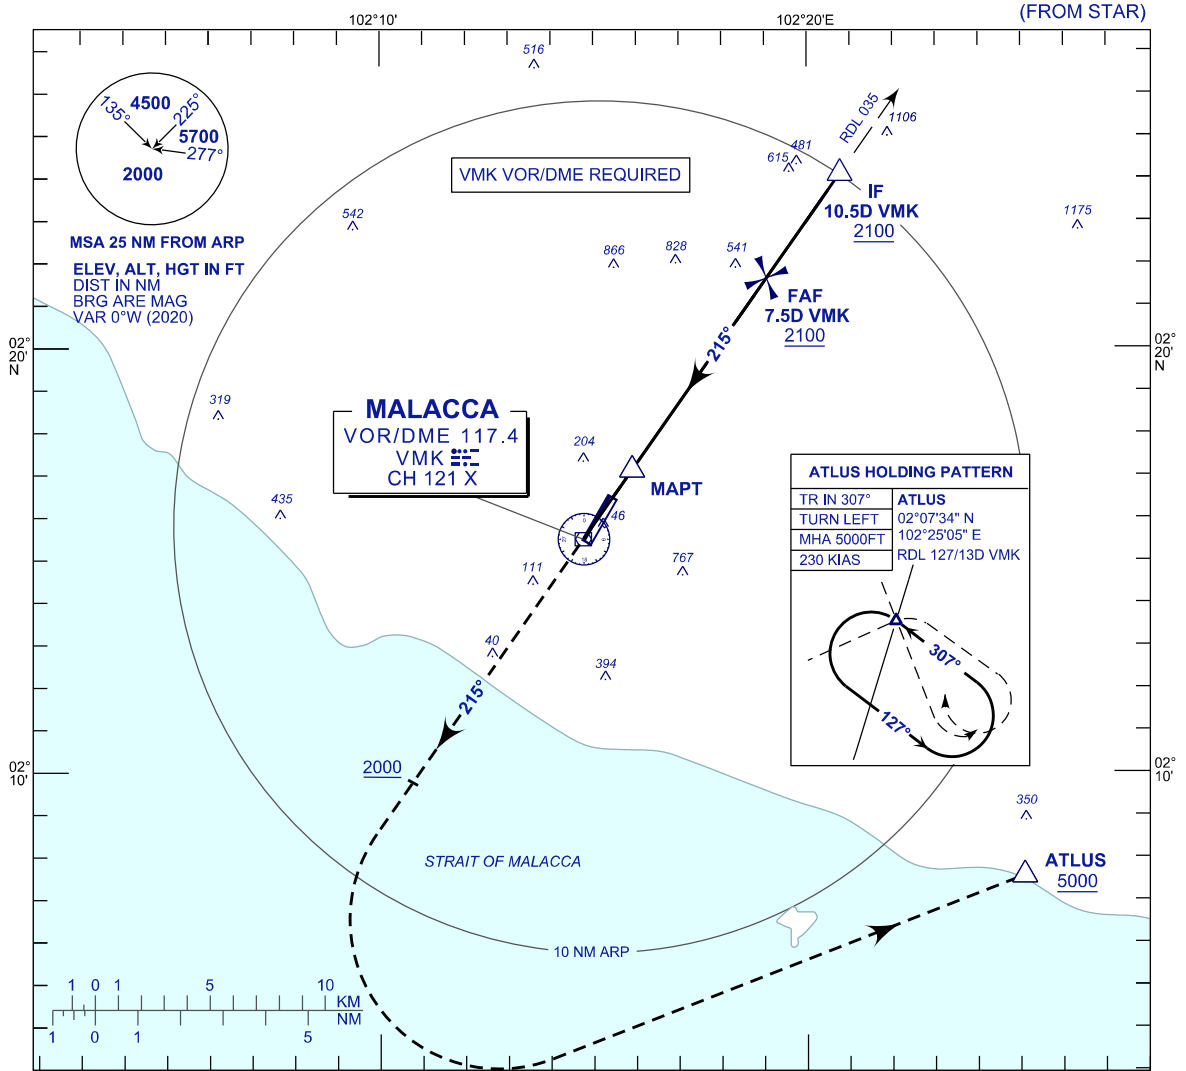 (FROM STAR)
102°10'
102°20'E
516
4500
135°
225°
5700
277°
2000
MSA 25 NM FROM ARP
ELEV, ALT, HGT IN FT
DIST IN NM
BRG ARE MAG
VAR 0°W (2020)
VMK VOR/DME REQUIRED
RDL 035
1106
481
615
IF
10.5D VMK
2100
1175
542
866
828
541
FAF
7.5D VMK
2100
02°
20'
N
02°
20'
N
215°
319
MALACCA
VOR/DME 117.4
VMK
CH 121 X
204
MAPT
435
46
111
767
40
394
215°
ATLUS HOLDING PATTERN
TR IN 307°
TURN LEFT
MHA 5000FT
230 KIAS
ATLUS
02°07'34" N
102°25'05" E
RDL 127/13D VMK
307°
127°
02°
10'
02°
10'
2000
350
STRAIT OF MALACCA
ATLUS
5000
10 NM ARP
1 0 1 5 10
KM
NM
1 0 1 5